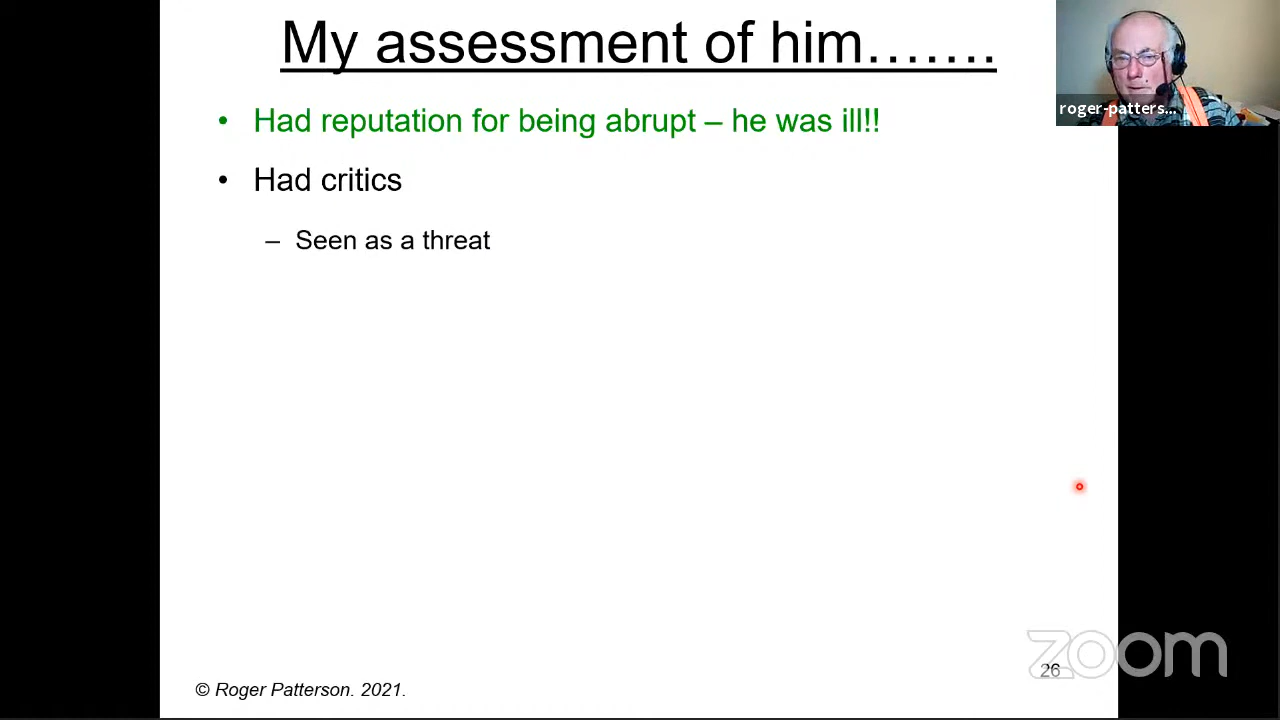 My assessment of him…….
roger-patters...
• Had reputation for being abrupt – he was ill!!
• Had critics
– Seen as a threat
zoom
26
© Roger Patterson. 2021.